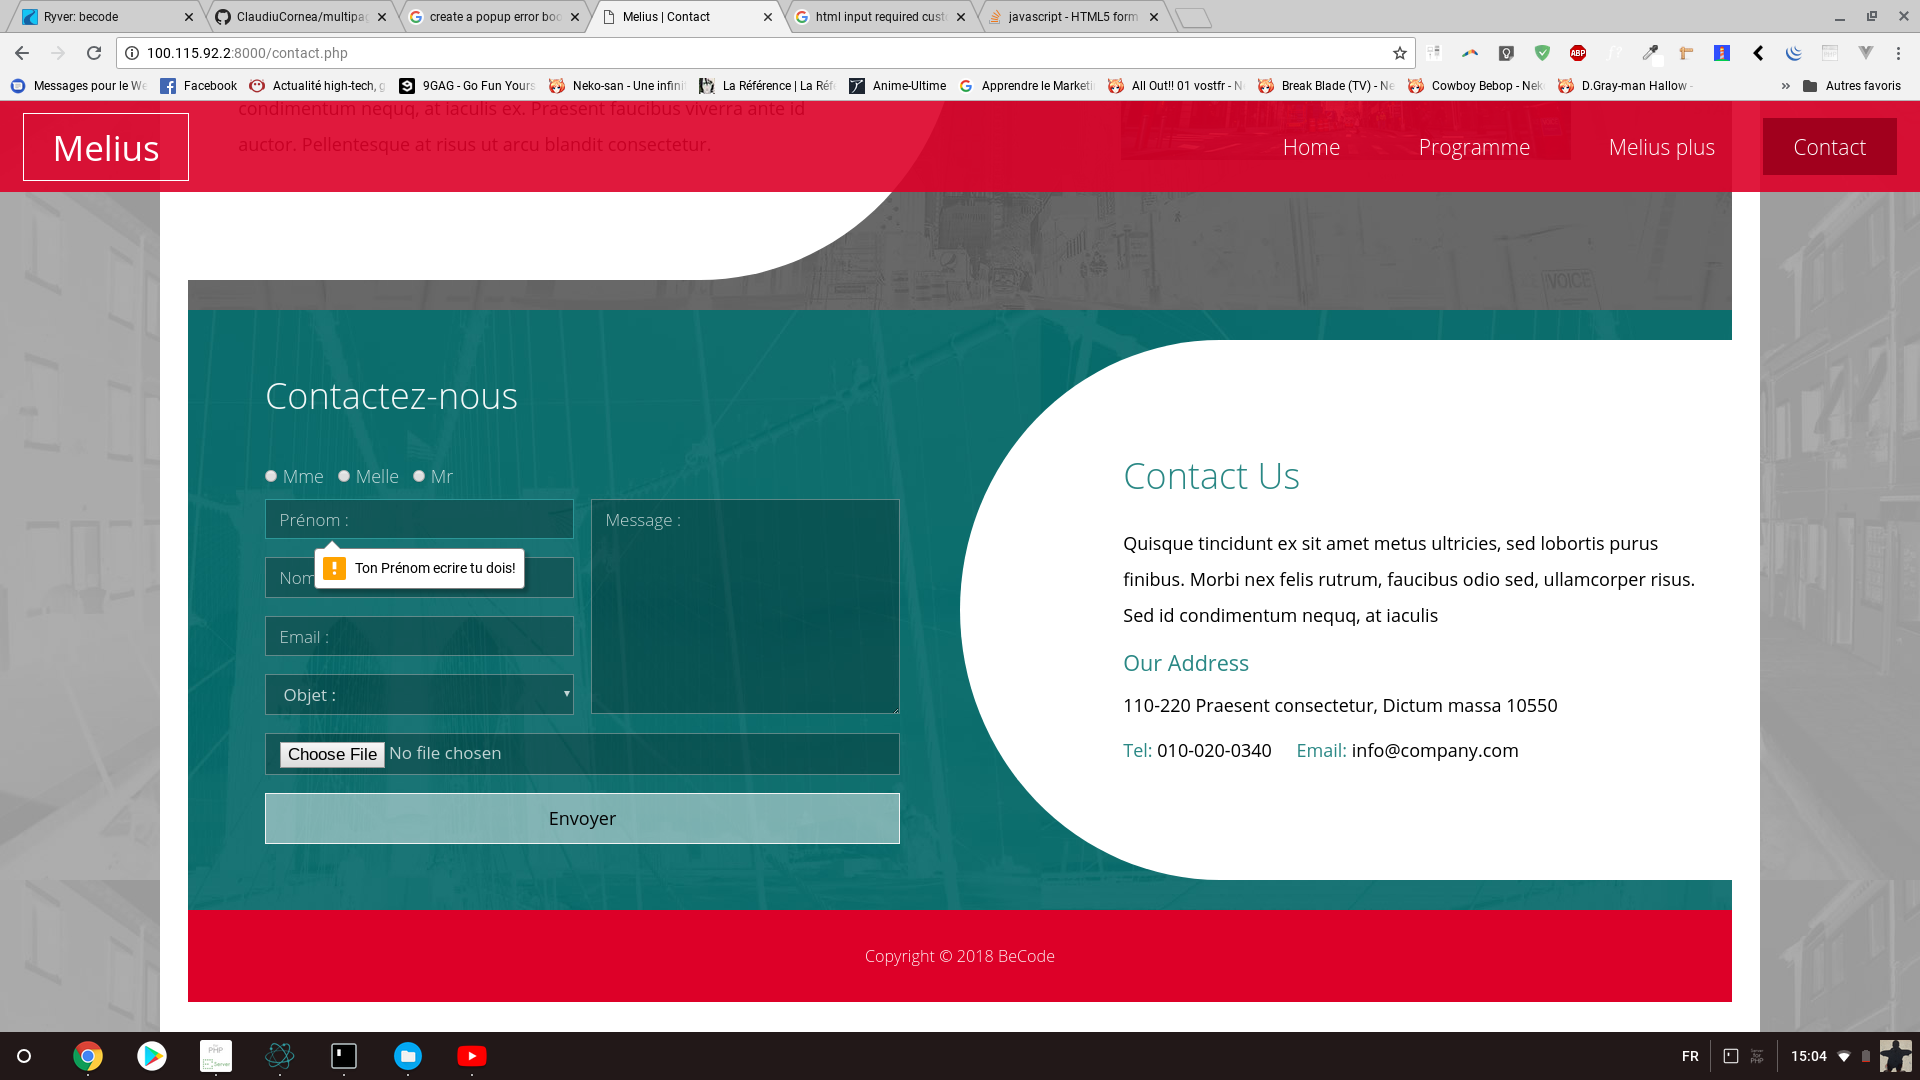 Ryver: becode
ClaudiuCornea/multipa
create a popup error bo
Melius | Contact
html input required cust
javascript - HTML5 form
100.115.92.2:8000/contact.php
ABP
f?
Messages pour le We
Facebook
Actualité high-tech, g
9GAG - Go Fun Yours
Neko-san - Une infini
La Référence | La Réf
Anime-Ultime
Apprendre le Marketi
All Out!! 01 vostfr - N
Break Blade (TV) - Ne
Cowboy Bebop - Nek
D.Gray-man Hallow -
»
Autres favoris
condimentum nequq, at iaculis ex. Praesent faucibus viverra ante id
auctor. Pellentesque at risus ut arcu blandit consectetur.
Melius
Home
Programme
Melius plus
Contact
VOICE
Contactez-nous
Mme
Melle
Mr
Prénom :
Message :
Ton Prénom ecrire tu dois!
Nom
Email :
Objet :
Choose File No file chosen
Envoyer
Contact Us
Quisque tincidunt ex sit amet metus ultricies, sed lobortis purus
finibus. Morbi nex felis rutrum, faucibus odio sed, ullamcorper risus.
Sed id condimentum nequq, at iaculis
Our Address
110-220 Praesent consectetur, Dictum massa 10550
Tel: 010-020-0340 Email: info@company.com
Copyright © 2018 BeCode
PHP
Server
FR
Server
for
PHP
15:04